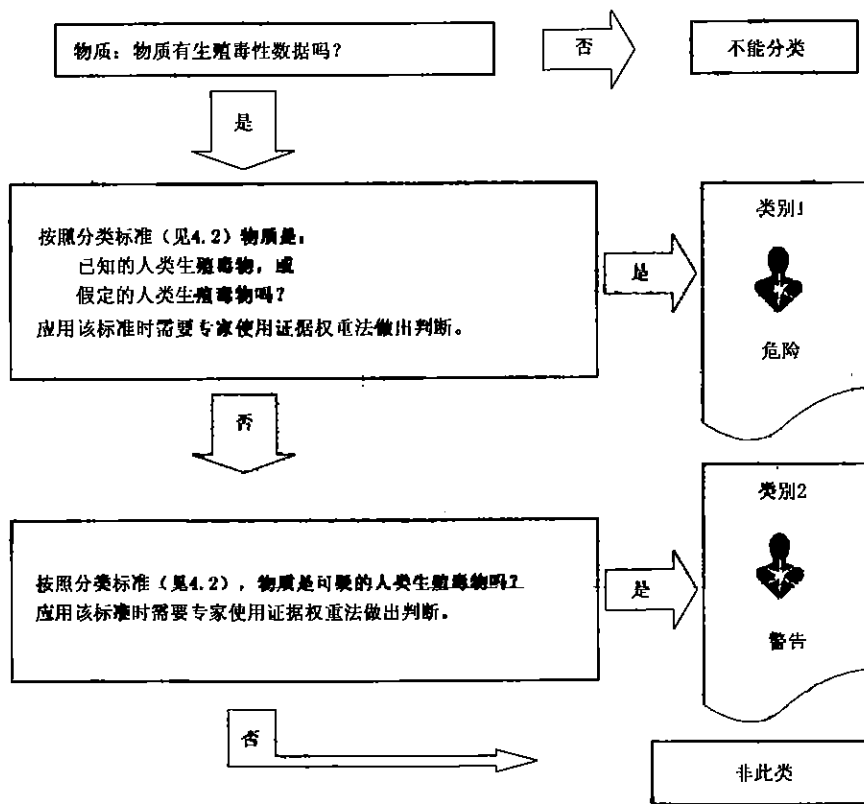 物质：物质有生殖毒性数据吗？
否
不能分类
是
按照分类标准（见4.2）物质是：
已知的人类生殖毒物，或
假定的人类生殖毒物吗？
应用该标准时需要专家使用证据权重法做出判断。
是
类别1
危险
否
按照分类标准（见4.2），物质是可疑的人类生殖毒物吗？
应用该标准时需要专家使用证据权重法做出判断。
是
类别2
警告
否
非此类